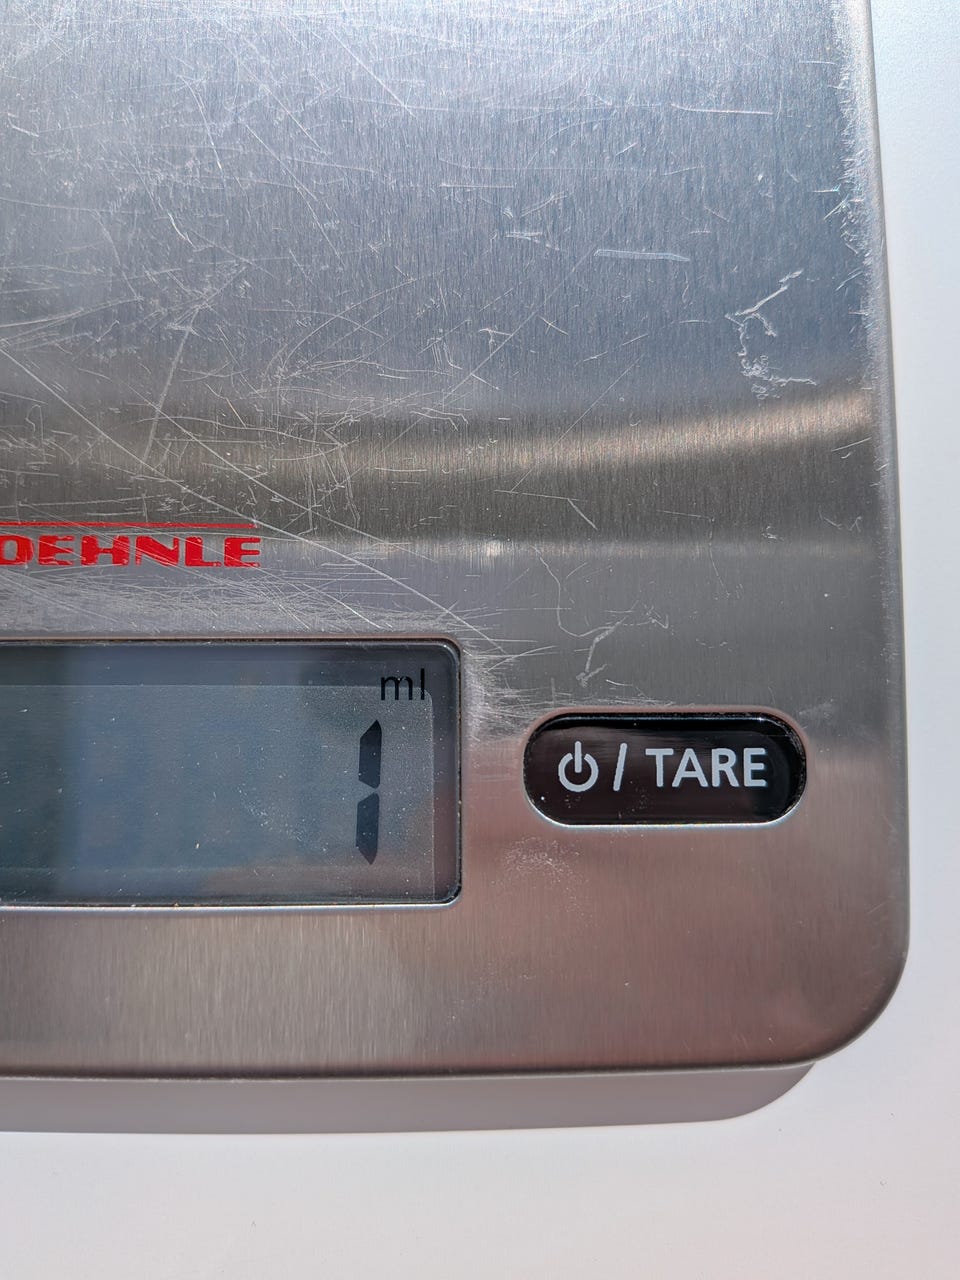 OEHNLE
ml
1
/ TARE